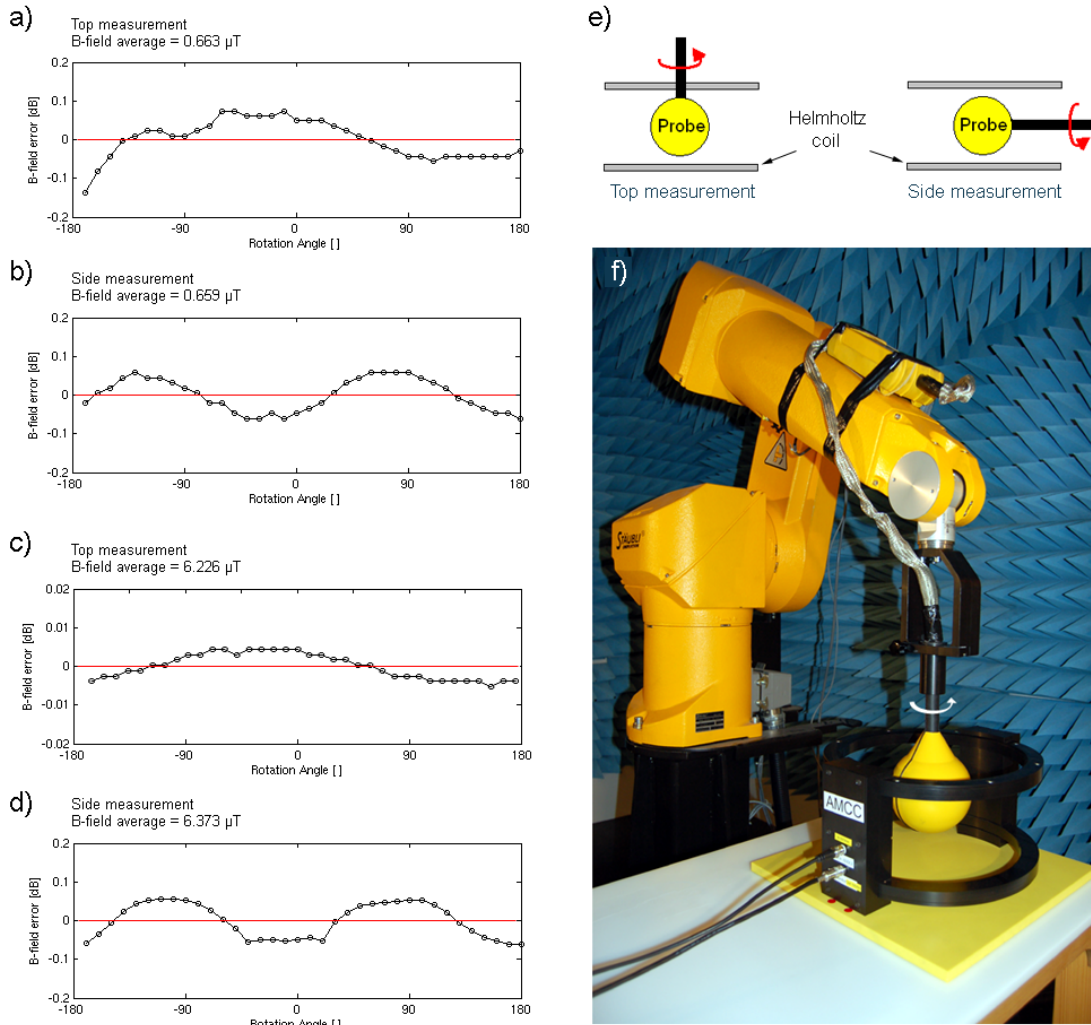 a)
Top measurement
B-field average = 0.663 µT
B-field error [dB]
0.2
0.1
0
-0.1
-0.2
-180
-90
0
90
180
Rotation Angle [ ]
b)
Side measurement
B-field average = 0.659 µT
B-field error [dB]
0.2
0.1
0
-0.1
-0.2
-180
-90
0
90
180
Rotation Angle [ ]
c)
Top measurement
B-field average = 6.226 µT
B-field error [dB]
0.02
0.01
0
-0.01
-0.02
-180
-90
0
90
180
Rotation Angle [ ]
d)
Side measurement
B-field average = 6.373 µT
B-field error [dB]
0.2
0.1
0
-0.1
-0.2
-180
-90
0
90
180
Rotation Angle [ ]
e)
Probe
Top measurement
Helmholtz
coil
Probe
Side measurement
f)
STÄUBLI
AMCC